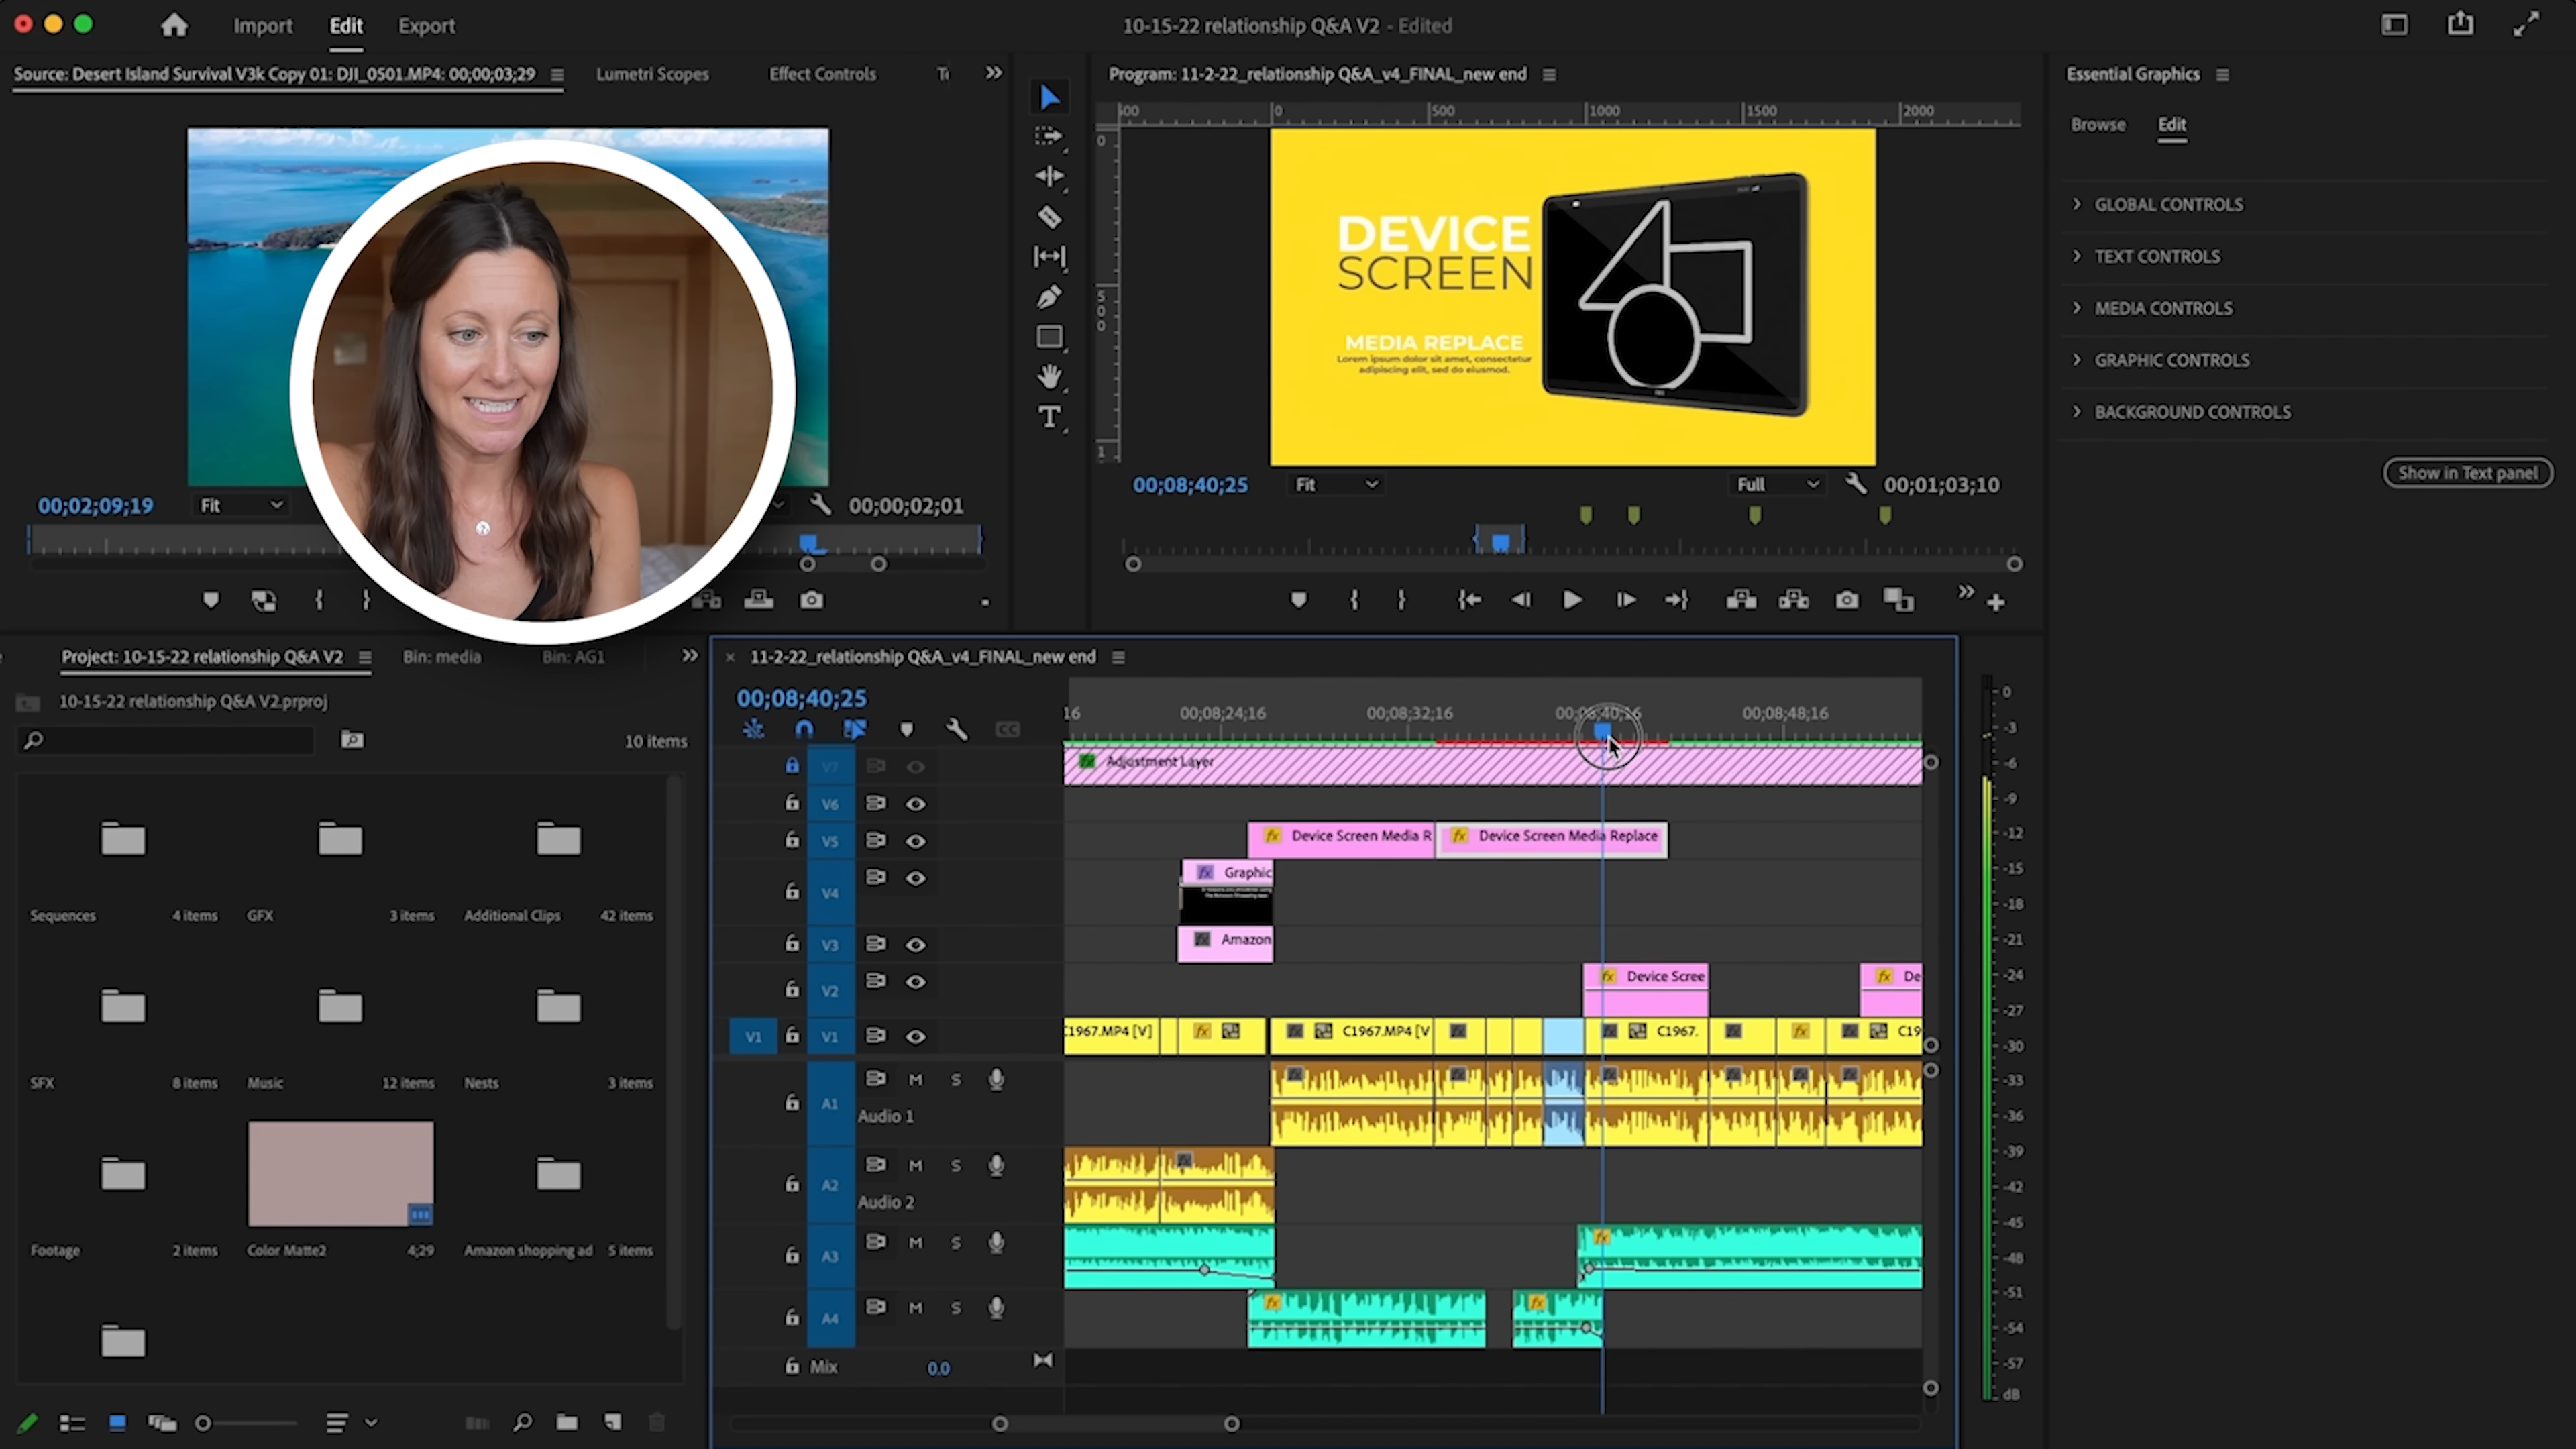 Import Edit Export
10-15-22 relationship Q&A V2 - Edited
Source: Desert Island Survival V3k Copy 01: DJI_0501.MP4: 00;00;03;29
Lumetri Scopes
Effect Controls
Program: 11-2-22_relationship Q&A_v4_FINAL_new end
Essential Graphics
Browse Edit
GLOBAL CONTROLS
TEXT CONTROLS
MEDIA CONTROLS
GRAPHIC CONTROLS
BACKGROUND CONTROLS
Show in Text panel
0 500 1000 1500 2000
DEVICE
SCREEN
MEDIA REPLACE
Lorem ipsum dolor sit amet, consectetur
adipiscing elit, sed do eiusmod.
00;02;09;19
Fit
00;00;02;01
00;08;40;25
Fit
Full
00;01;03;10
Project: 10-15-22 relationship Q&A V2
Bin: media
Bin: AG1
10-15-22 relationship Q&A V2.prproj
10 items
Sequences 4 items
GFX 3 items
Additional Clips 42 items
SFX 8 items
Music 12 items
Nests 3 items
Footage 2 items
Color Matte2 4;29
Amazon shopping ad 5 items
11-2-22_relationship Q&A_v4_FINAL_new end
00;08;40;25
16 00;08;24;16 00;08;32;16 00;08;40;16 00;08;48;16
V7 Adjustment Layer
V6
V5 Device Screen Media R Device Screen Media Replace
V4 Graphic
V3 Amazon
V2 Device Scree De
V1 V1 C1967.MP4 [V] C1967.MP4 [V C1967. C19
A1 M S
Audio 1
A2 M S
Audio 2
A3 M S
A4 M S
Mix 0.0
0
-3
-6
-9
-12
-15
-18
-21
-24
-27
-30
-33
-36
-39
-42
-45
-48
-51
-54
-57
dB